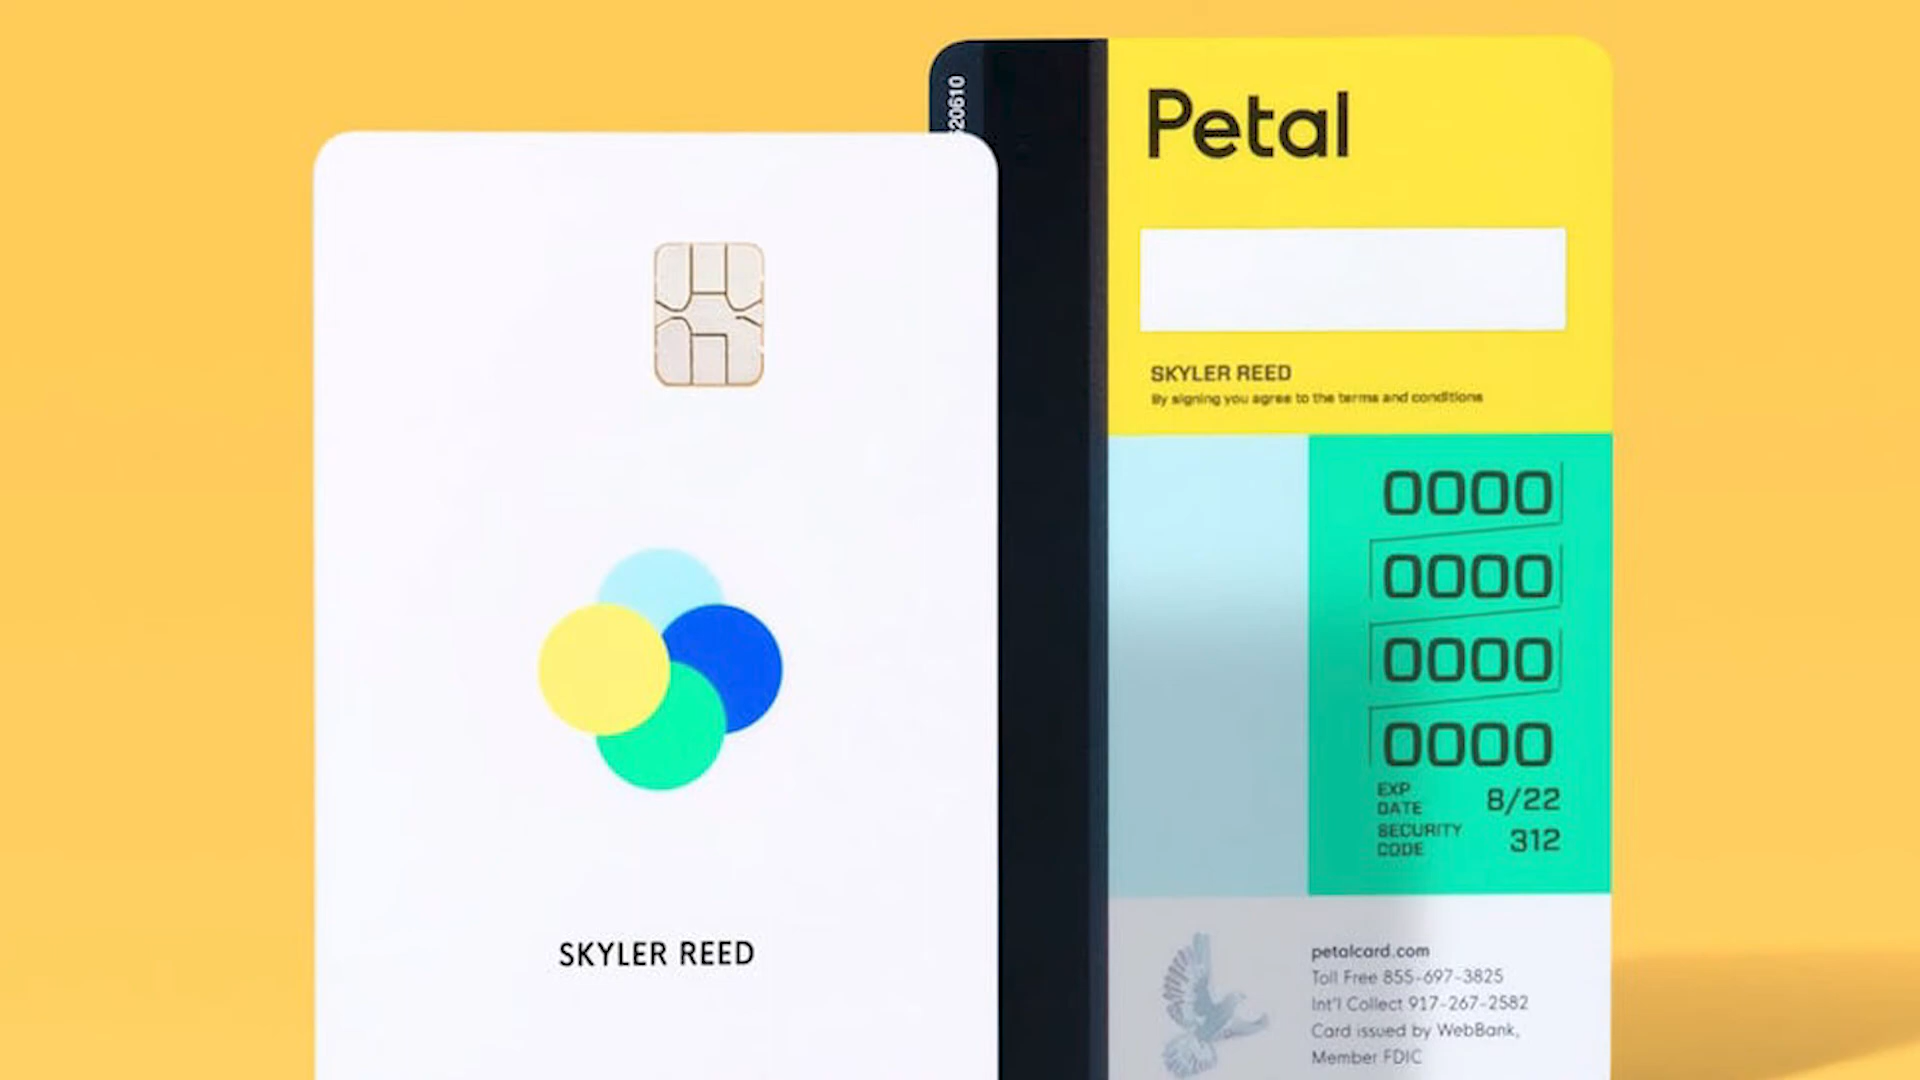 SKYLER REED
20610
Petal
SKYLER REED
By signing you agree to the terms and conditions
0000
0000
0000
0000
EXP
DATE
8/22
SECURITY
CODE
312
petalcard.com
Toll Free 855-697-3825
Int'l Collect 917-267-2582
Card issued by WebBank,
Member FDIC